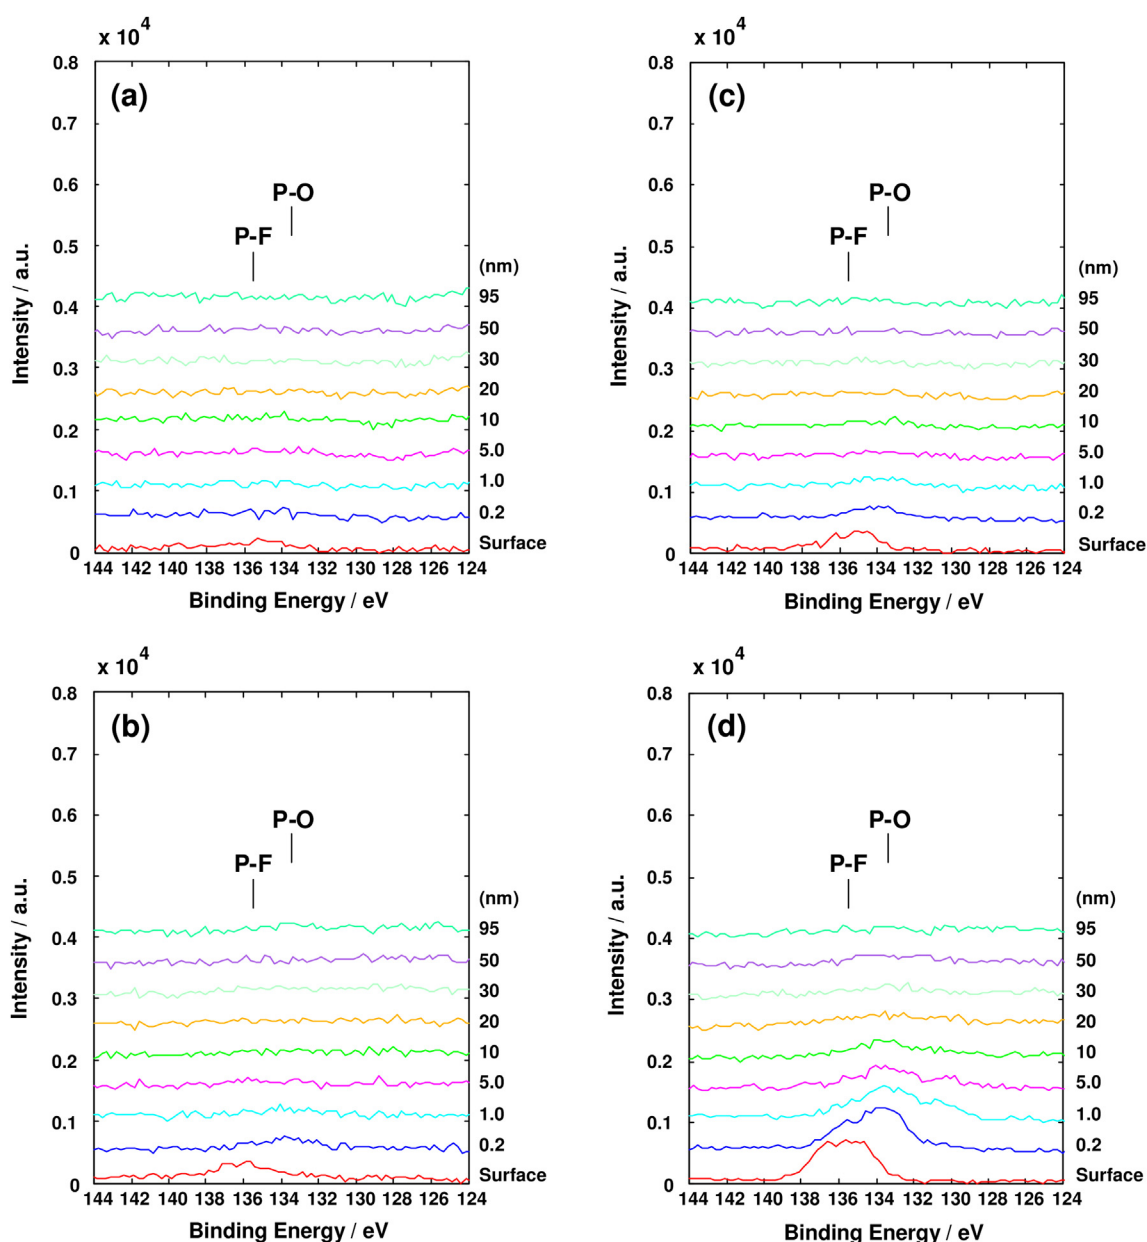 x 10⁴
(a)
0.8
0.7
0.6
0.5
0.4
0.3
0.2
0.1
0
Intensity / a.u.
P-O
P-F
(nm)
95
50
30
20
10
5.0
1.0
0.2
Surface
144 142 140 138 136 134 132 130 128 126 124
Binding Energy / eV
x 10⁴
(c)
0.8
0.7
0.6
0.5
0.4
0.3
0.2
0.1
0
Intensity / a.u.
P-O
P-F
(nm)
95
50
30
20
10
5.0
1.0
0.2
Surface
144 142 140 138 136 134 132 130 128 126 124
Binding Energy / eV
x 10⁴
(b)
0.8
0.7
0.6
0.5
0.4
0.3
0.2
0.1
0
Intensity / a.u.
P-O
P-F
(nm)
95
50
30
20
10
5.0
1.0
0.2
Surface
144 142 140 138 136 134 132 130 128 126 124
Binding Energy / eV
x 10⁴
(d)
0.8
0.7
0.6
0.5
0.4
0.3
0.2
0.1
0
Intensity / a.u.
P-O
P-F
(nm)
95
50
30
20
10
5.0
1.0
0.2
Surface
144 142 140 138 136 134 132 130 128 126 124
Binding Energy / eV